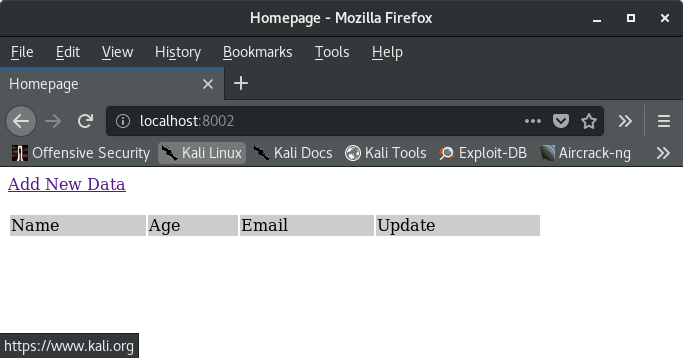 Homepage - Mozilla Firefox
File Edit View History Bookmarks Tools Help
Homepage
localhost:8002
Offensive Security Kali Linux Kali Docs Kali Tools Exploit-DB Aircrack-ng
Add New Data
Name Age Email Update
https://www.kali.org